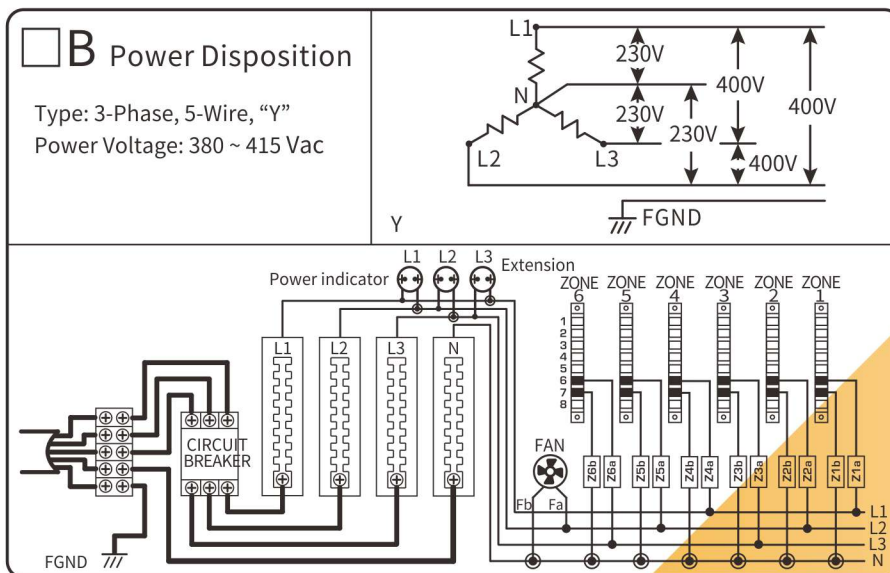 B Power Disposition
Type: 3-Phase, 5-Wire, “Y”
Power Voltage: 380 ~ 415 Vac
L1
N
L2
L3
230V
230V
400V
230V
400V
400V
FGND
Y
L1 L2 L3
Power indicator
Extension
ZONE 6
ZONE 5
ZONE 4
ZONE 3
ZONE 2
ZONE 1
1
2
3
4
5
6
7
8
L1
L2
L3
N
CIRCUIT
BREAKER
FAN
Fb Fa
Z6b Z6a Z5b Z5a Z4b Z4a Z3b Z3a Z2b Z2a Z1b Z1a
L1
L2
L3
N
FGND